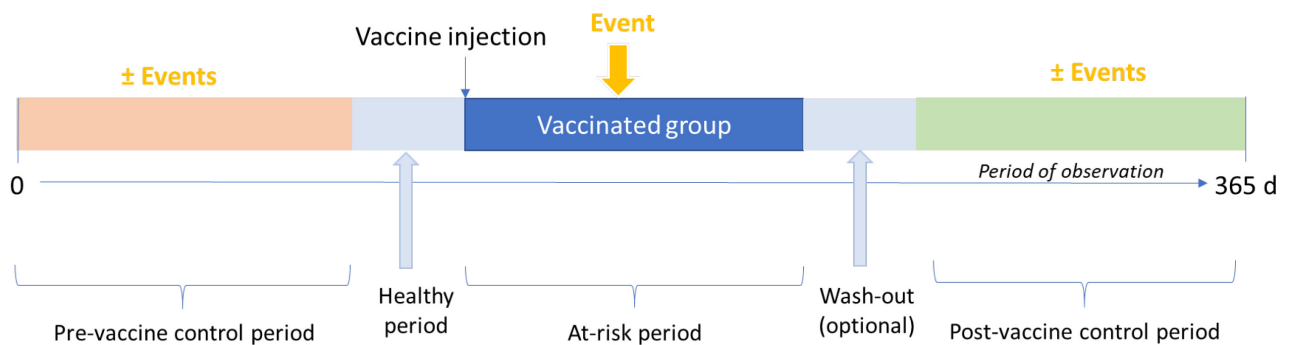 Event
Vaccine injection
± Events
± Events
Vaccinated group
Period of observation
0
365 d
Healthy
period
Wash-out
(optional)
Pre-vaccine control period
At-risk period
Post-vaccine control period